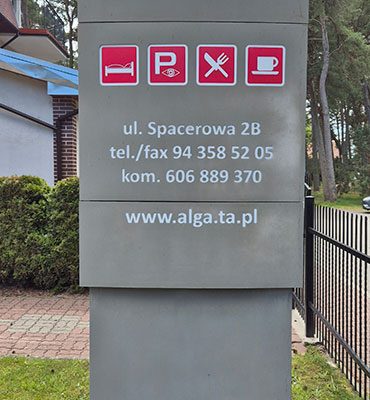 P
ul. Spacerowa 2B
tel./fax 94 358 52 05
kom. 606 889 370
www.alga.ta.pl